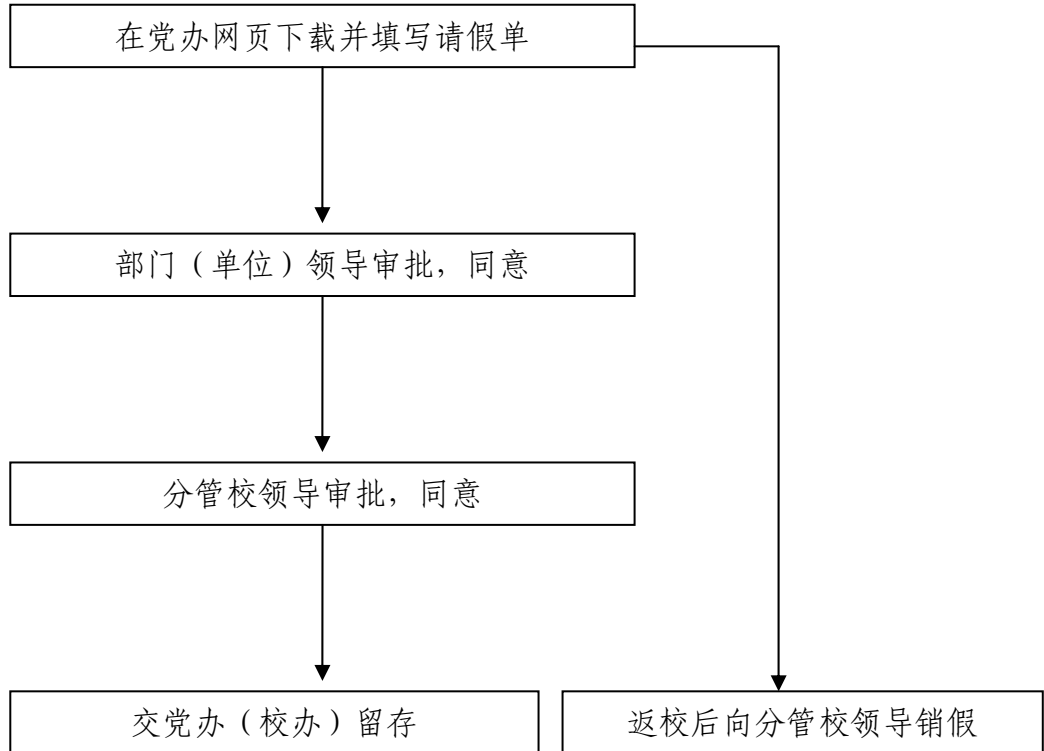 在党办网页下载并填写请假单
部门（单位）领导审批，同意
分管校领导审批，同意
交党办（校办）留存
返校后向分管校领导销假